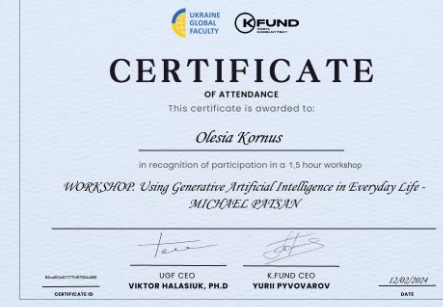 UKRAINE
GLOBAL
FACULTY
KFUND
CERTIFICATE
OF ATTENDANCE
This certificate is awarded to:
Olesia Kornus
in recognition of participation in a 1,5 hour workshop
WORKSHOP. Using Generative Artificial Intelligence in Everyday Life -
MICHAEL PATSAN
UGF CEO
VIKTOR HALASIUK, PH.D
K.FUND CEO
YURII PYVOVAROV
12/02/2024
CERTIFICATE ID
DATE